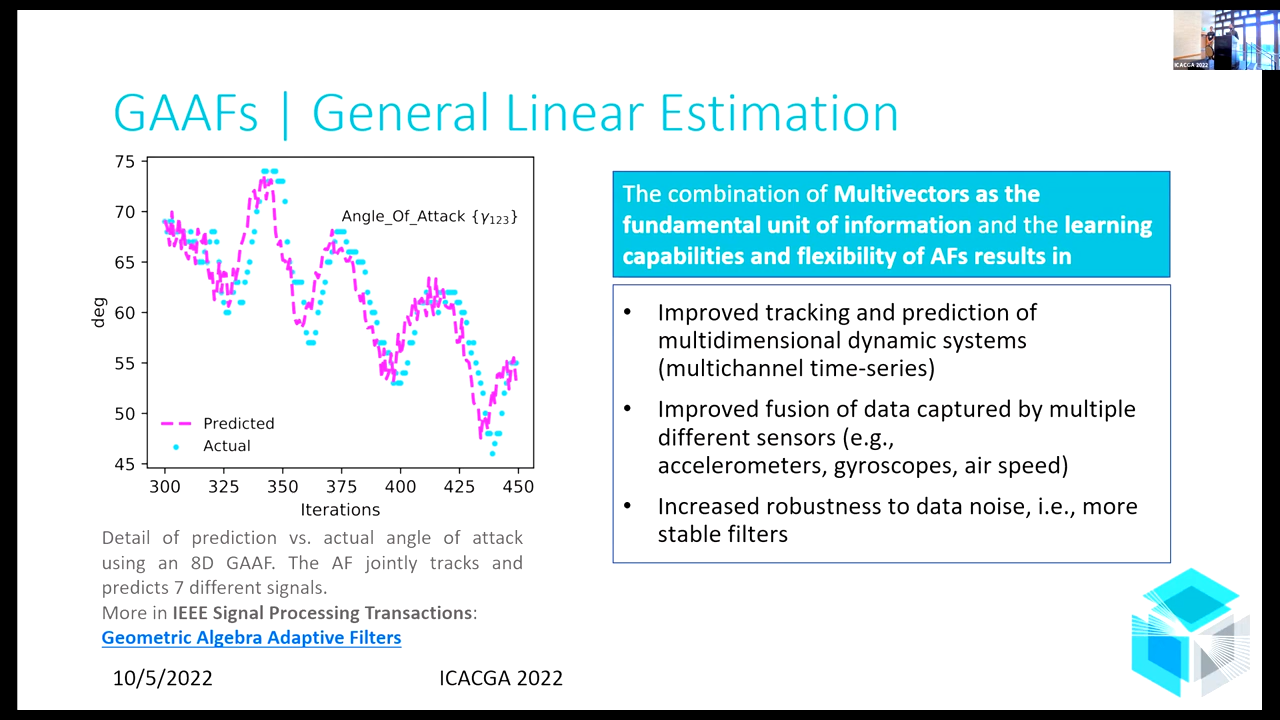 ICACGA 2022
GAAFs | General Linear Estimation
75
70
65
60
55
50
45
deg
Angle_Of_Attack {γ123}
Predicted
Actual
300 325 350 375 400 425 450
Iterations
Detail of prediction vs. actual angle of attack
using an 8D GAAF. The AF jointly tracks and
predicts 7 different signals.
More in IEEE Signal Processing Transactions:
Geometric Algebra Adaptive Filters
The combination of Multivectors as the
fundamental unit of information and the learning
capabilities and flexibility of AFs results in
• Improved tracking and prediction of
multidimensional dynamic systems
(multichannel time-series)
• Improved fusion of data captured by multiple
different sensors (e.g.,
accelerometers, gyroscopes, air speed)
• Increased robustness to data noise, i.e., more
stable filters
10/5/2022
ICACGA 2022